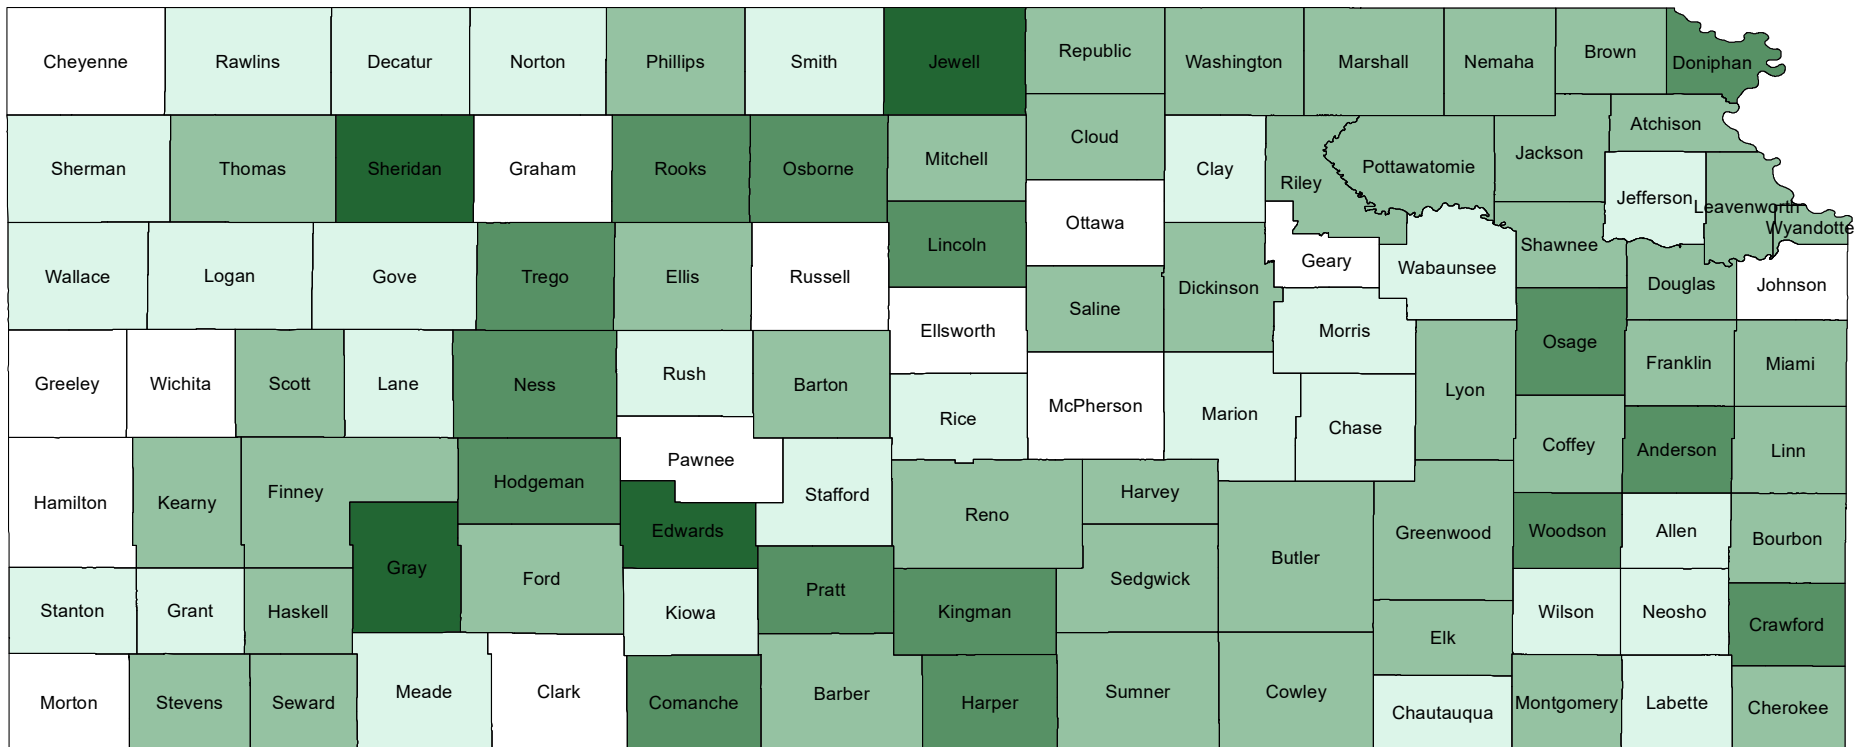 Cheyenne
Rawlins
Decatur
Norton
Phillips
Smith
Jewell
Republic
Washington
Marshall
Nemaha
Brown
Doniphan
Sherman
Thomas
Sheridan
Graham
Rooks
Osborne
Mitchell
Cloud
Clay
Riley
Pottawatomie
Jackson
Atchison
Jefferson
Leavenworth
Wyandotte
Wallace
Logan
Gove
Trego
Ellis
Russell
Lincoln
Ottawa
Saline
Dickinson
Geary
Wabaunsee
Shawnee
Douglas
Johnson
Greeley
Wichita
Scott
Lane
Ness
Rush
Barton
Ellsworth
Rice
McPherson
Marion
Morris
Chase
Lyon
Osage
Franklin
Miami
Hamilton
Kearny
Finney
Hodgeman
Pawnee
Stafford
Reno
Harvey
Butler
Greenwood
Coffey
Anderson
Linn
Gray
Ford
Edwards
Pratt
Kingman
Sedgwick
Woodson
Allen
Bourbon
Stanton
Grant
Haskell
Kiowa
Elk
Wilson
Neosho
Crawford
Morton
Stevens
Seward
Meade
Clark
Comanche
Barber
Harper
Sumner
Cowley
Chautauqua
Montgomery
Labette
Cherokee